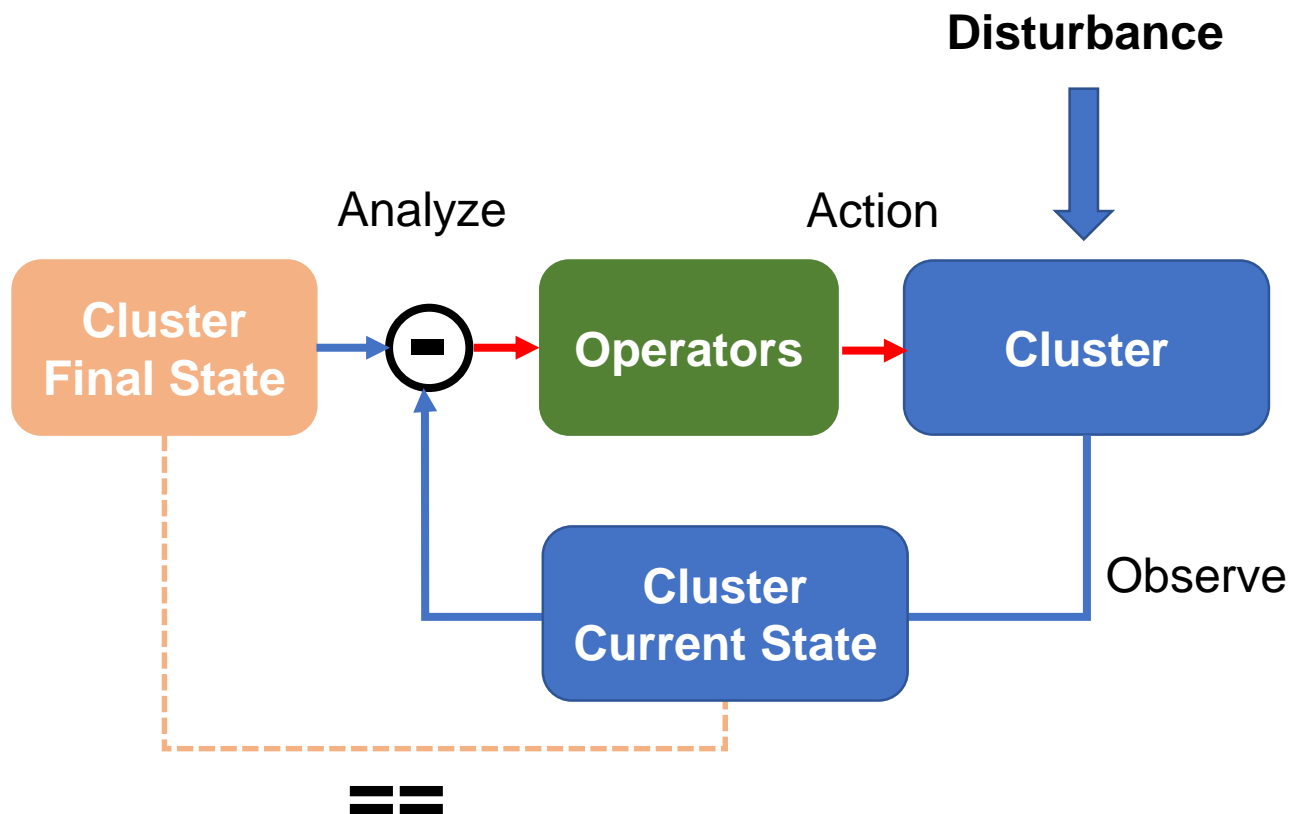 Disturbance
Analyze
Action
Cluster
Final State
-
Operators
Cluster
Cluster
Current State
Observe
==